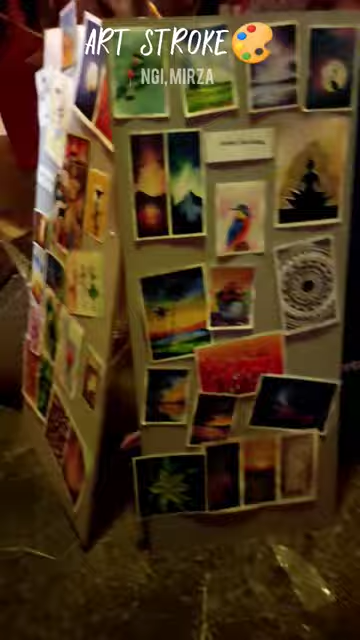 ART STROKE🎨
📍 NGI, MIRZA